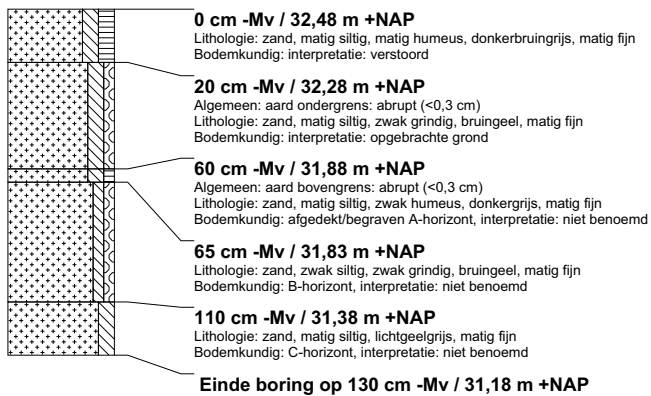 0 cm -Mv / 32,48 m +NAP
Lithologie: zand, matig siltig, matig humeus, donkerbruingrijs, matig fijn
Bodemkundig: interpretatie: verstoord
20 cm -Mv / 32,28 m +NAP
Algemeen: aard ondergrens: abrupt (<0,3 cm)
Lithologie: zand, matig siltig, zwak grindig, bruingeel, matig fijn
Bodemkundig: interpretatie: opgebrachte grond
60 cm -Mv / 31,88 m +NAP
Algemeen: aard bovengrens: abrupt (<0,3 cm)
Lithologie: zand, matig siltig, zwak humeus, donkergrijs, matig fijn
Bodemkundig: afgedekt/begraven A-horizont, interpretatie: niet benoemd
65 cm -Mv / 31,83 m +NAP
Lithologie: zand, zwak siltig, zwak grindig, bruingeel, matig fijn
Bodemkundig: B-horizont, interpretatie: niet benoemd
110 cm -Mv / 31,38 m +NAP
Lithologie: zand, matig siltig, lichtgeelgrijs, matig fijn
Bodemkundig: C-horizont, interpretatie: niet benoemd
Einde boring op 130 cm -Mv / 31,18 m +NAP